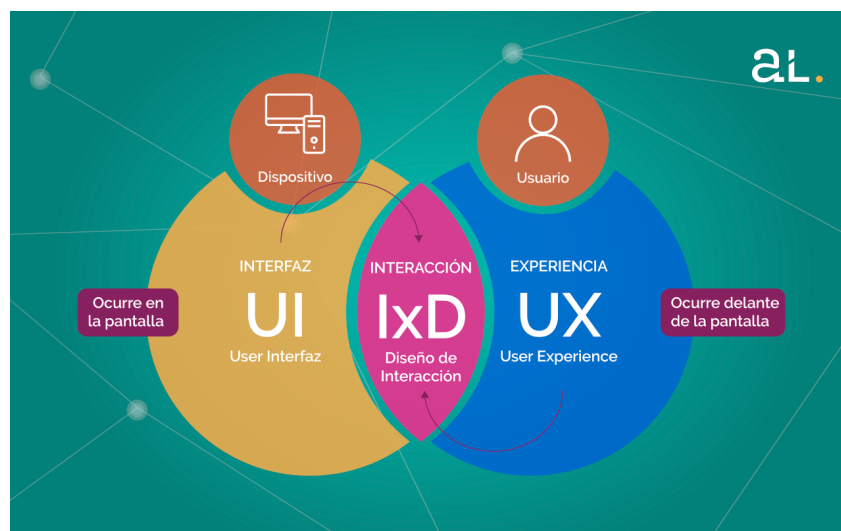 aL.
Dispositivo
Usuario
Ocurre en
la pantalla
INTERFAZ
UI
User Interfaz
INTERACCIÓN
IxD
Diseño de
Interacción
EXPERIENCIA
UX
User Experience
Ocurre delante
de la pantalla